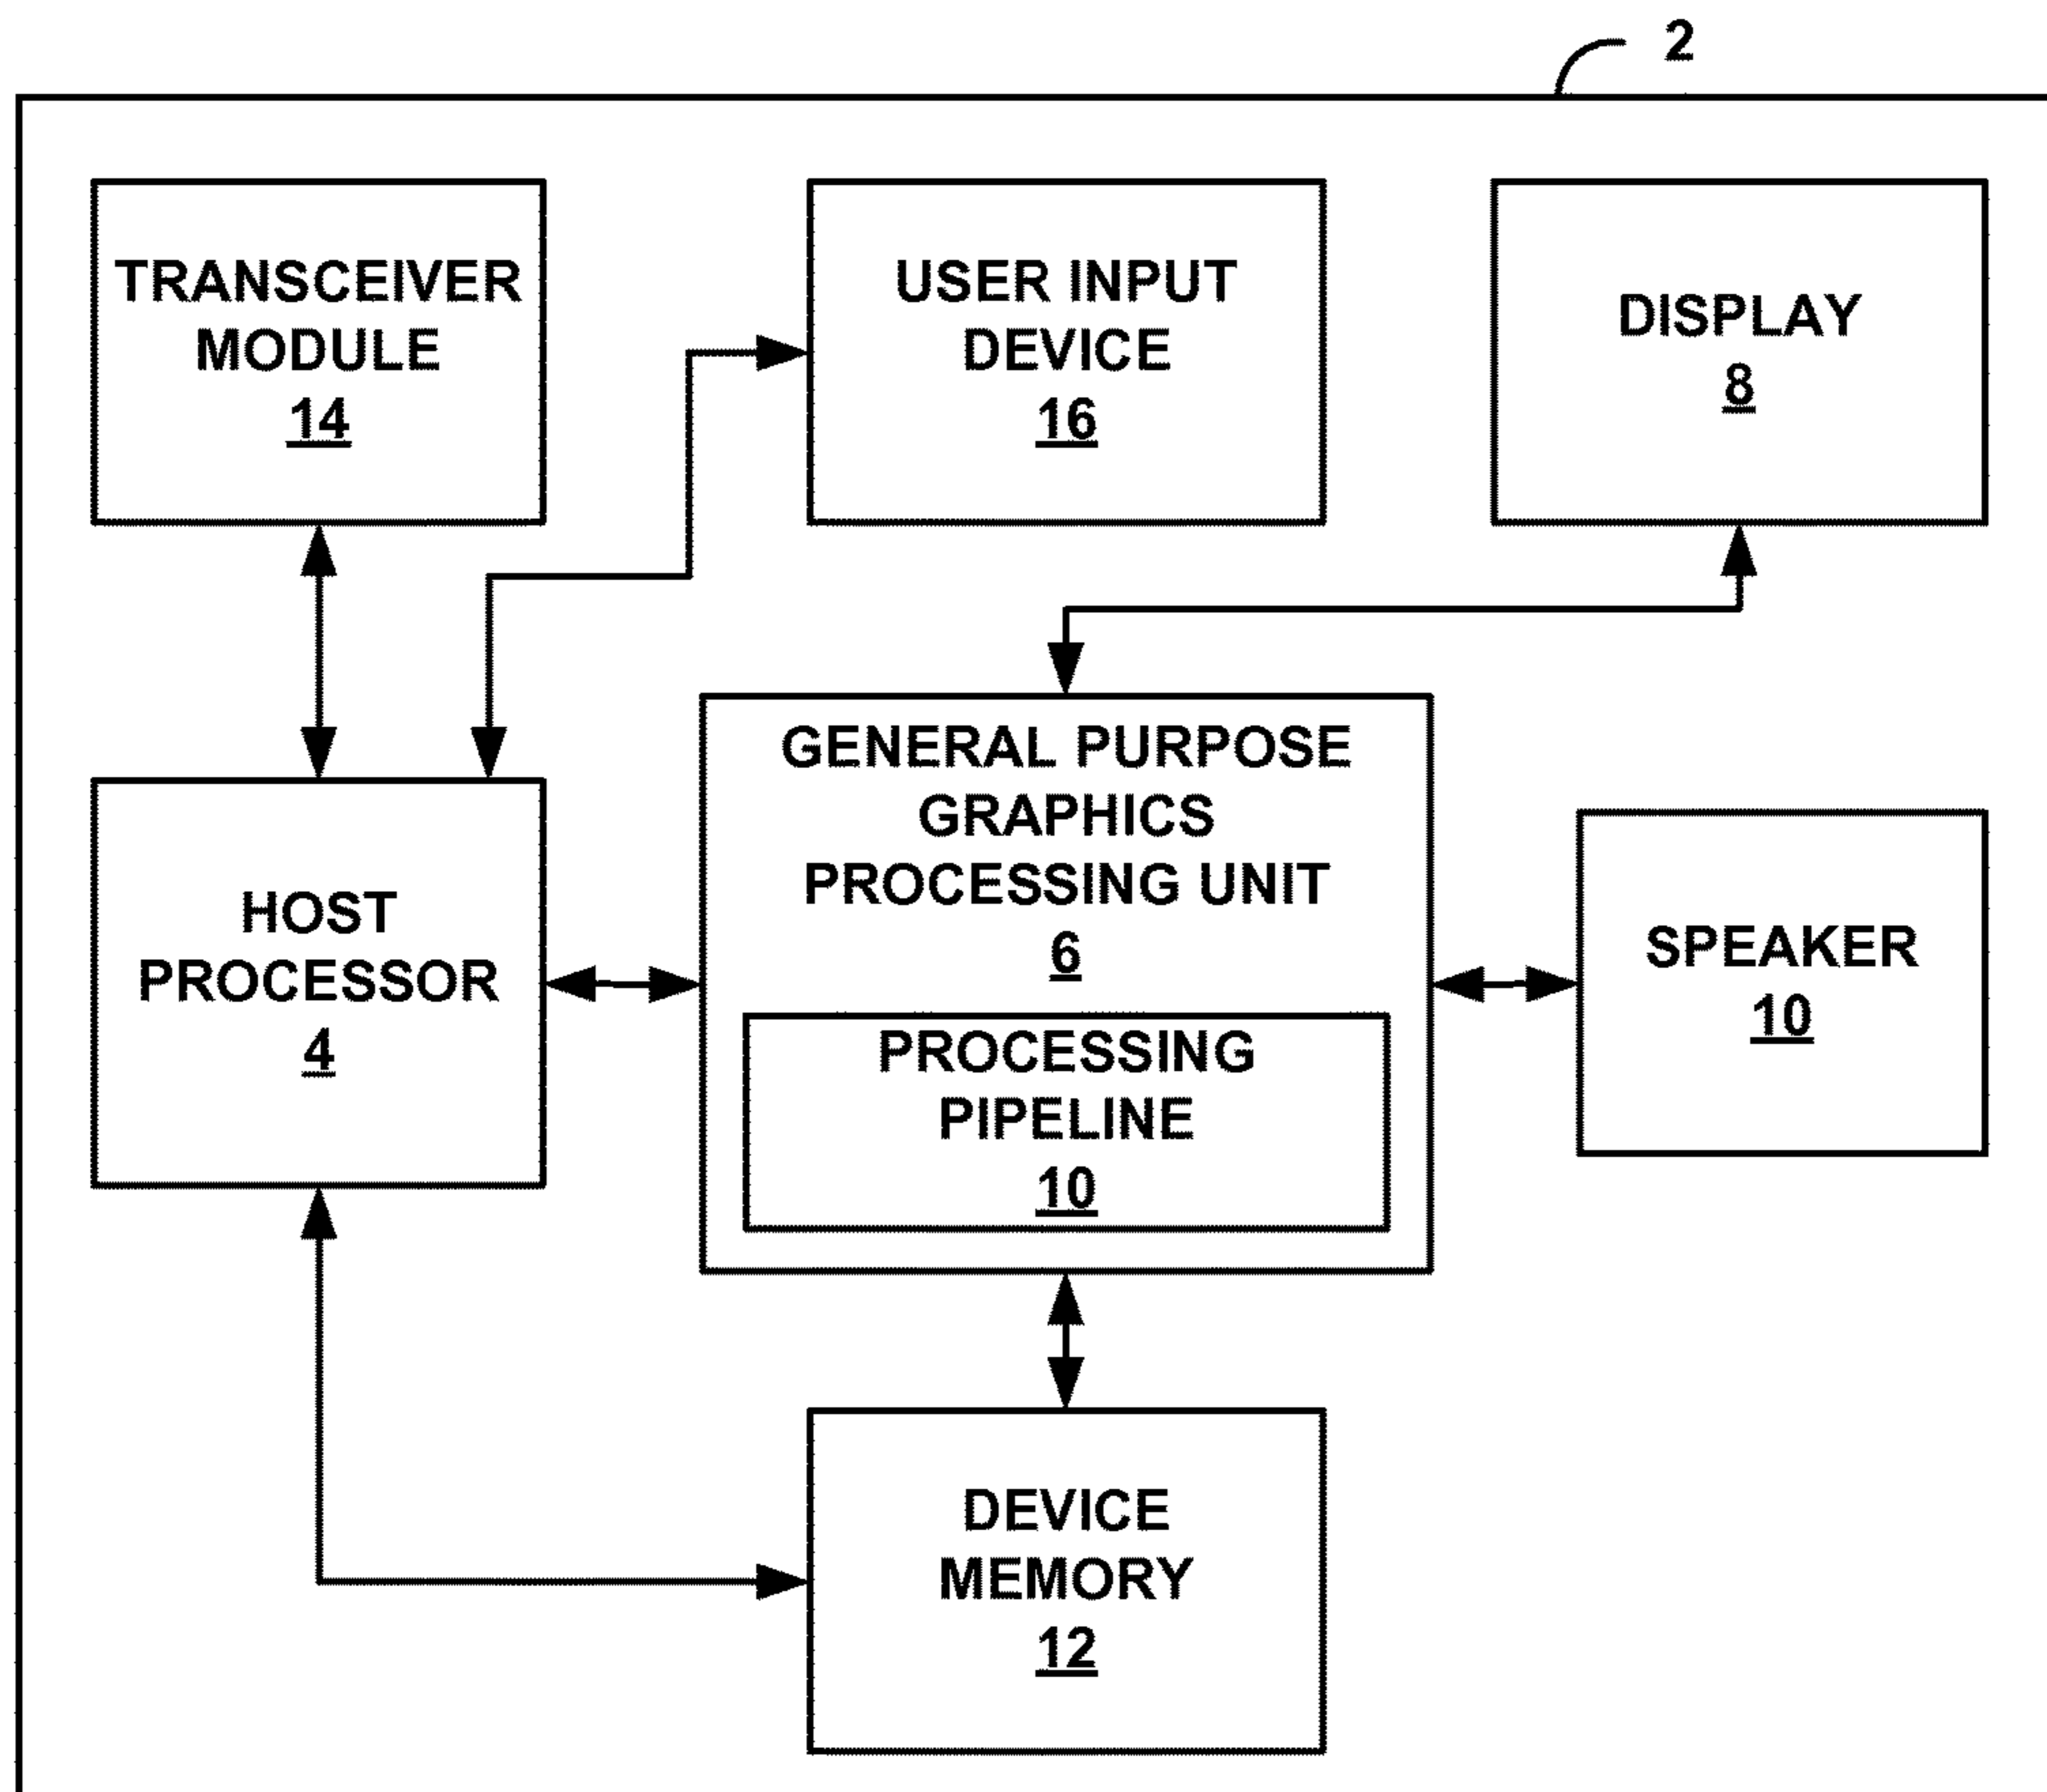 2
TRANSCEIVER
MODULE
14
USER INPUT
DEVICE
16
DISPLAY
8
HOST
PROCESSOR
4
GENERAL PURPOSE
GRAPHICS
PROCESSING UNIT
6
PROCESSING
PIPELINE
10
SPEAKER
10
DEVICE
MEMORY
12